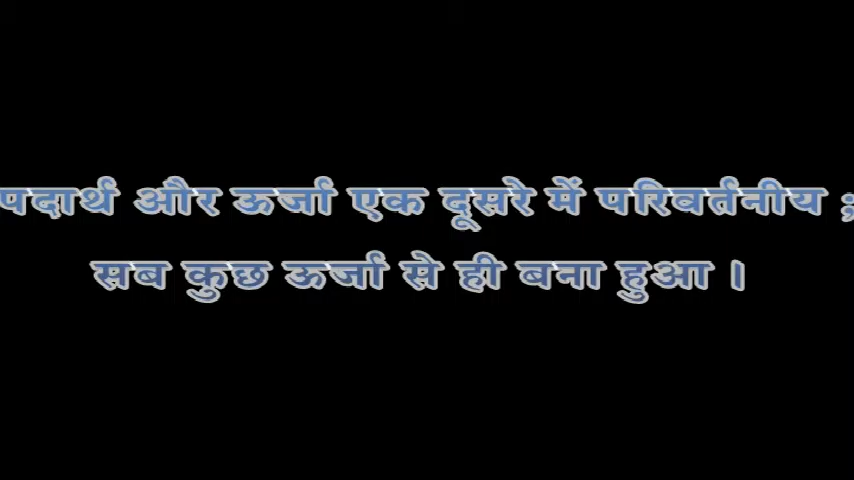 पदार्थ और ऊर्जा एक दूसरे में परिवर्तनीय ;
सब कुछ ऊर्जा से ही बना हुआ ।